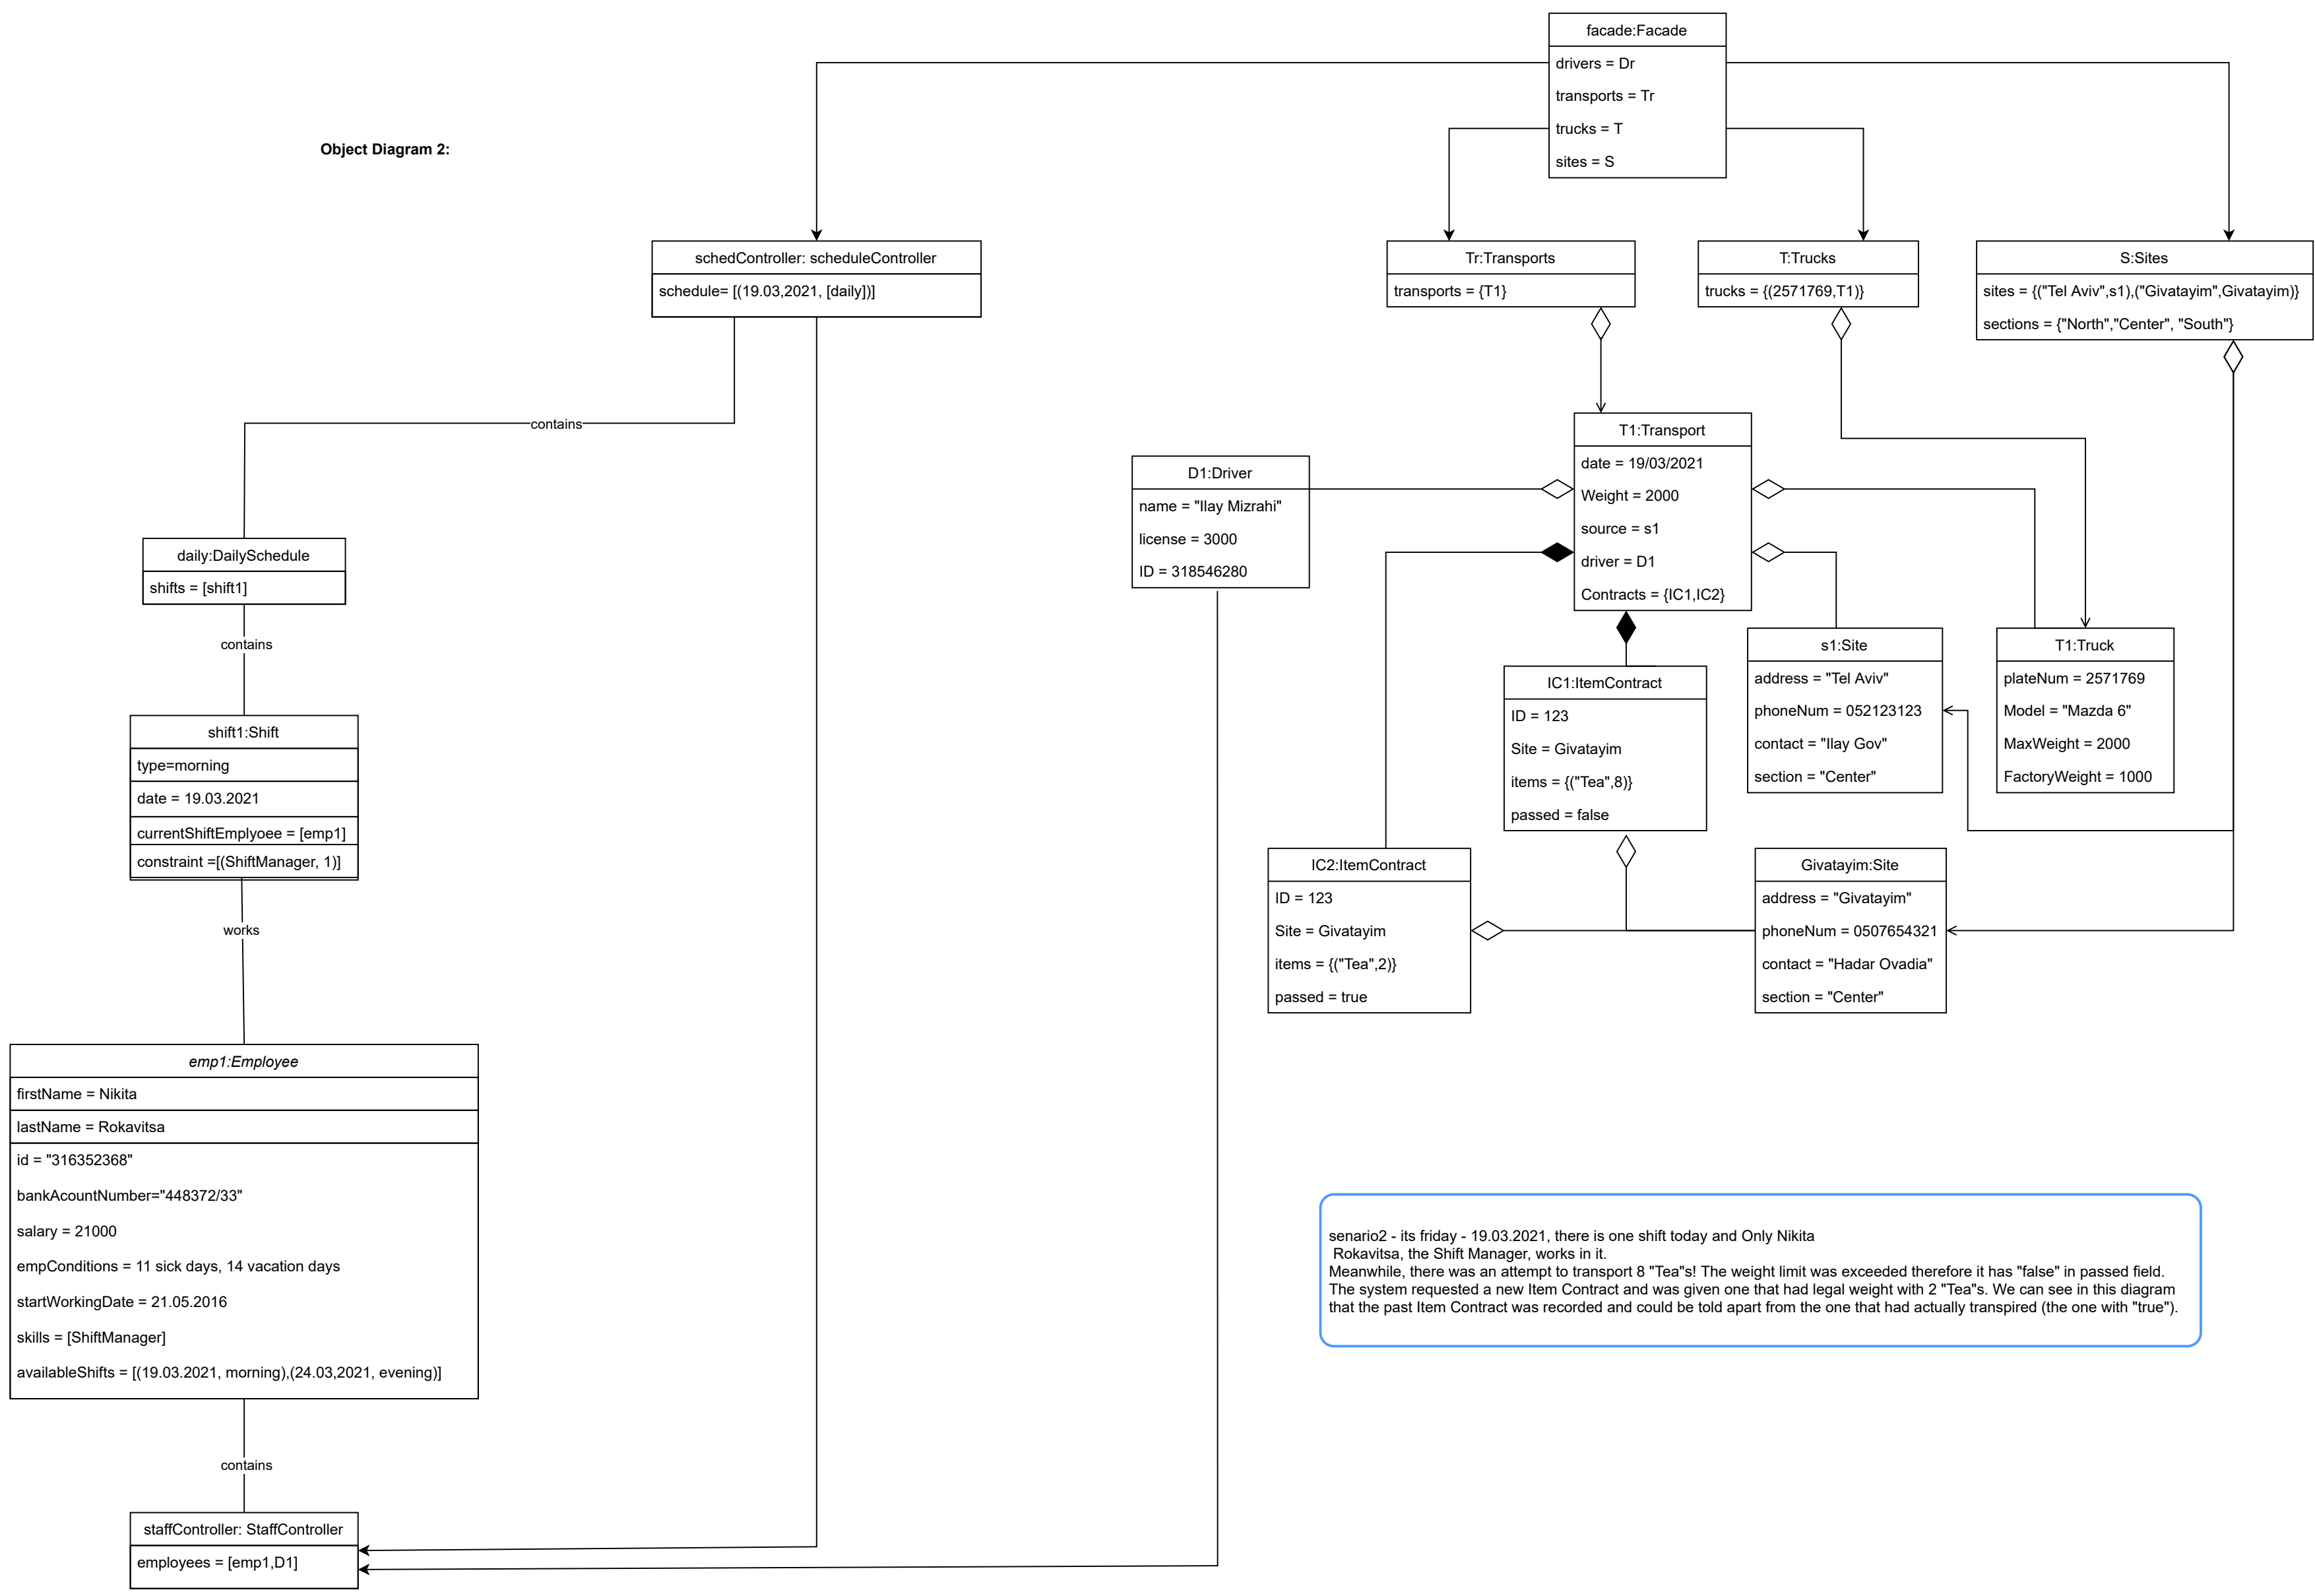 facade:Facade
drivers = Dr
transports = Tr
trucks = T
sites = S
Object Diagram 2:
schedController: scheduleController
schedule= [(19.03,2021, [daily])]
Tr:Transports
transports = {T1}
T:Trucks
trucks = {(2571769,T1)}
S:Sites
sites = {("Tel Aviv",s1),("Givatayim",Givatayim)}
sections = {"North","Center", "South"}
contains
T1:Transport
date = 19/03/2021
Weight = 2000
source = s1
driver = D1
Contracts = {IC1,IC2}
D1:Driver
name = "Ilay Mizrahi"
license = 3000
ID = 318546280
daily:DailySchedule
shifts = [shift1]
contains
s1:Site
address = "Tel Aviv"
phoneNum = 052123123
contact = "Ilay Gov"
section = "Center"
T1:Truck
plateNum = 2571769
Model = "Mazda 6"
MaxWeight = 2000
FactoryWeight = 1000
IC1:ItemContract
ID = 123
Site = Givatayim
items = {("Tea",8)}
passed = false
shift1:Shift
type=morning
date = 19.03.2021
currentShiftEmplyoee = [emp1]
constraint =[(ShiftManager, 1)]
works
IC2:ItemContract
ID = 123
Site = Givatayim
items = {("Tea",2)}
passed = true
Givatayim:Site
address = "Givatayim"
phoneNum = 0507654321
contact = "Hadar Ovadia"
section = "Center"
emp1:Employee
firstName = Nikita
lastName = Rokavitsa
id = "316352368"
bankAcountNumber="448372/33"
salary = 21000
empConditions = 11 sick days, 14 vacation days
startWorkingDate = 21.05.2016
skills = [ShiftManager]
availableShifts = [(19.03.2021, morning),(24.03,2021, evening)]
contains
staffController: StaffController
employees = [emp1,D1]
senario2 - its friday - 19.03.2021, there is one shift today and Only Nikita
Rokavitsa, the Shift Manager, works in it.
Meanwhile, there was an attempt to transport 8 "Tea"s! The weight limit was exceeded therefore it has "false" in passed field.
The system requested a new Item Contract and was given one that had legal weight with 2 "Tea"s. We can see in this diagram
that the past Item Contract was recorded and could be told apart from the one that had actually transpired (the one with "true").